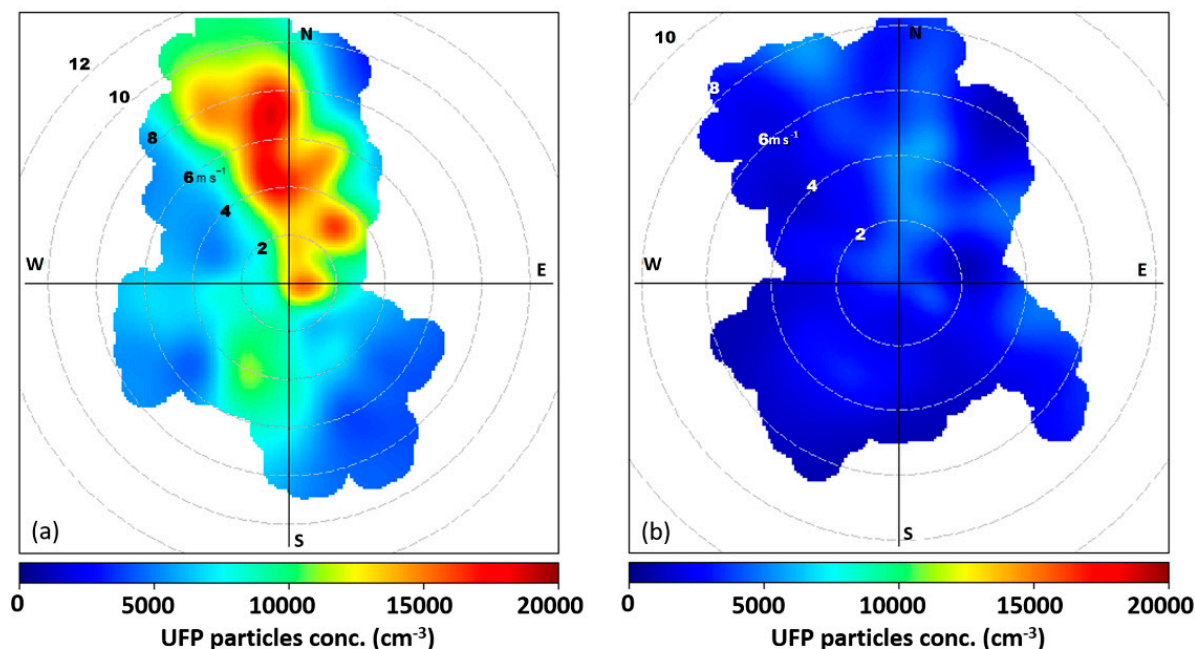 N
12
10
8
6 m s⁻¹
4
2
W
E
S
(a)
0 5000 10000 15000 20000
UFP particles conc. (cm⁻³)
10
N
8
6 m s⁻¹
4
2
W
E
S
(b)
0 5000 10000 15000 20000
UFP particles conc. (cm⁻³)